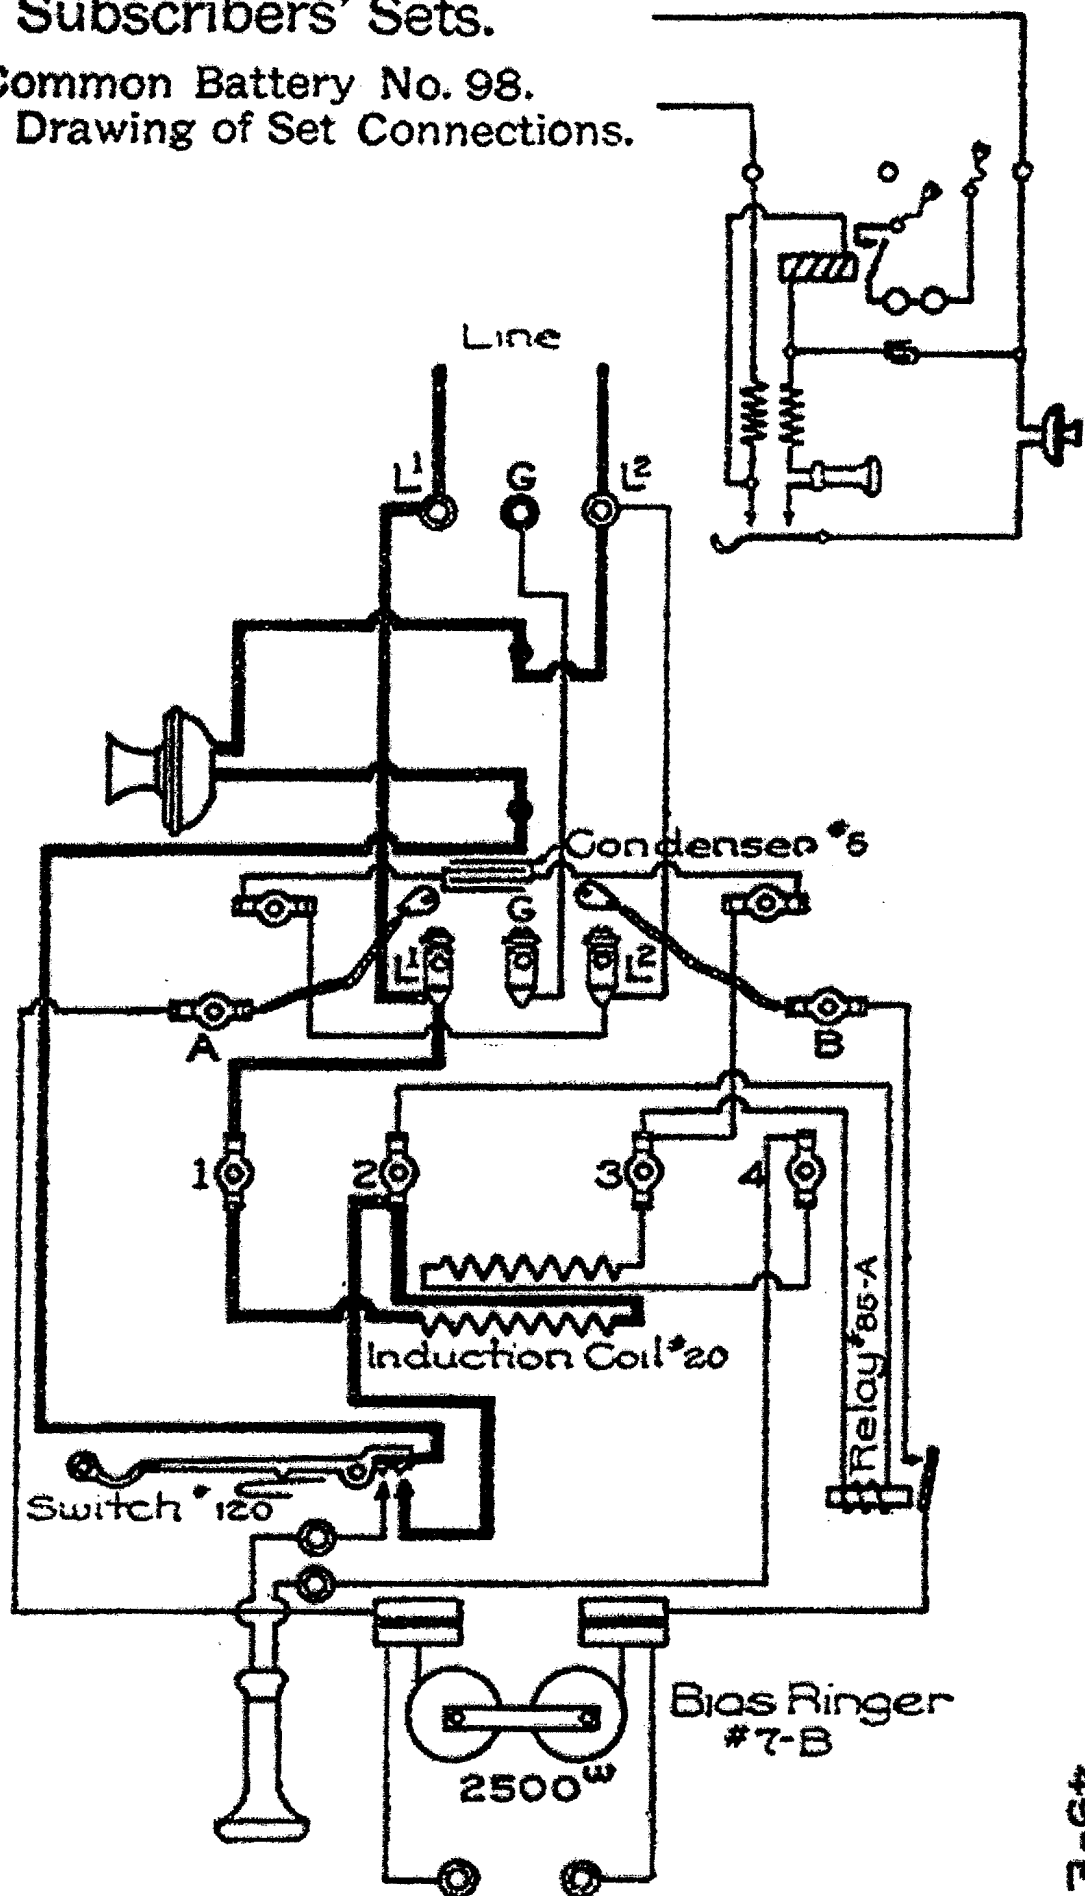 Subscribers' Sets.
Common Battery No. 98.
Drawing of Set Connections.
Line
L1 G L2
Condenser #5
G
L1 L2
A B
1 2 3 4
Induction Coil #20
Relay #85-A
Switch #120
Bias Ringer
#7-B
2500ω